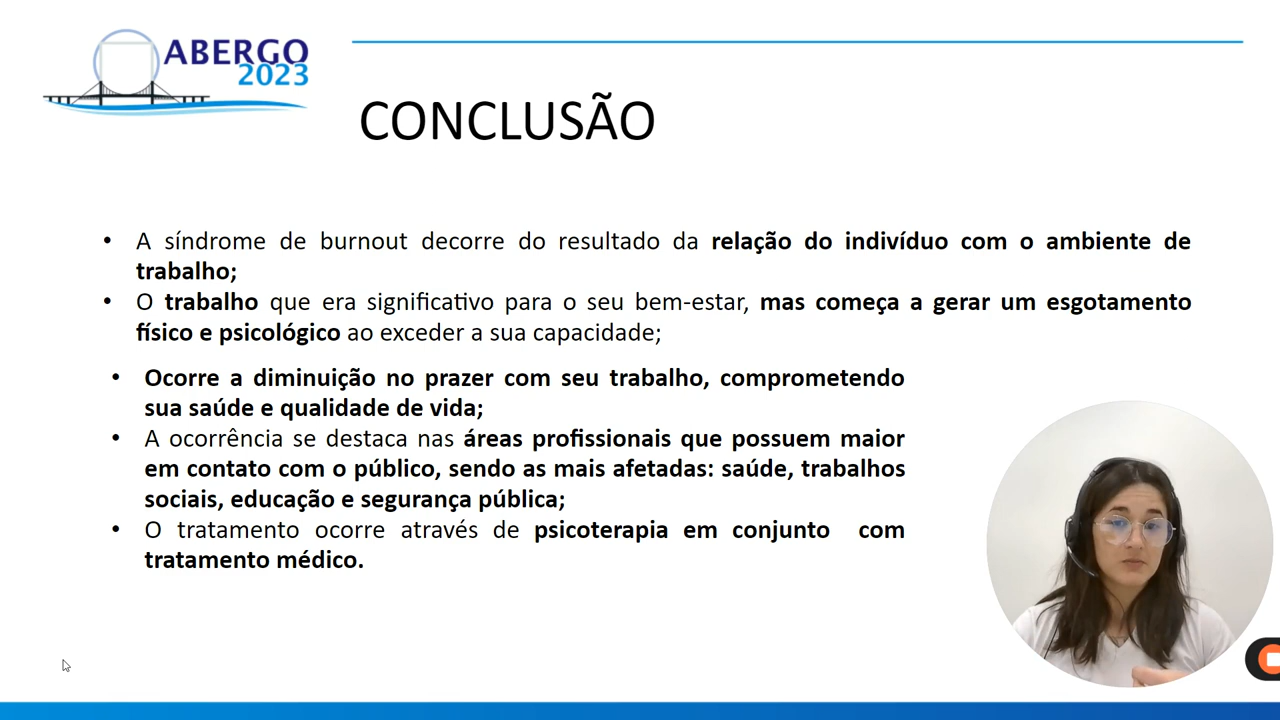 ABERGO
2023
CONCLUSÃO
• A síndrome de burnout decorre do resultado da relação do indivíduo com o ambiente de
trabalho;
• O trabalho que era significativo para o seu bem-estar, mas começa a gerar um esgotamento
físico e psicológico ao exceder a sua capacidade;
• Ocorre a diminuição no prazer com seu trabalho, comprometendo
sua saúde e qualidade de vida;
• A ocorrência se destaca nas áreas profissionais que possuem maior
em contato com o público, sendo as mais afetadas: saúde, trabalhos
sociais, educação e segurança pública;
• O tratamento ocorre através de psicoterapia em conjunto com
tratamento médico.